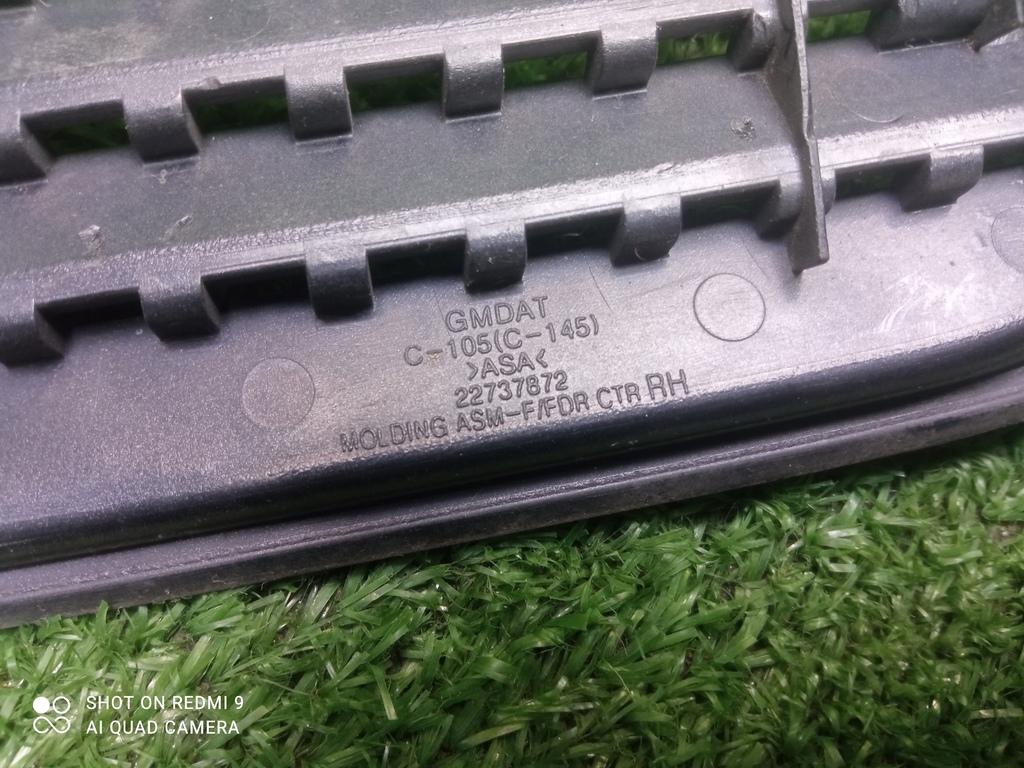 GMDAT
C-105(C-145)
>ASA<
22737872
MOLDING ASM-F/FDR CTR RH
SHOT ON REDMI 9
AI QUAD CAMERA